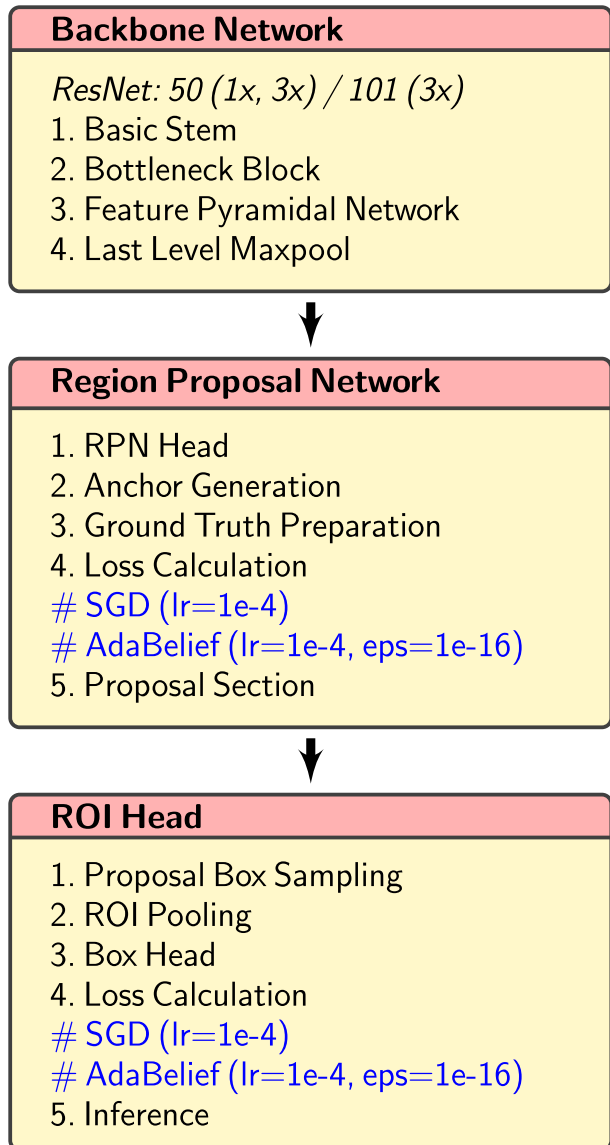 Backbone Network
ResNet: 50 (1x, 3x) / 101 (3x)
1. Basic Stem
2. Bottleneck Block
3. Feature Pyramidal Network
4. Last Level Maxpool
Region Proposal Network
1. RPN Head
2. Anchor Generation
3. Ground Truth Preparation
4. Loss Calculation
# SGD (lr=1e-4)
# AdaBelief (lr=1e-4, eps=1e-16)
5. Proposal Section
ROI Head
1. Proposal Box Sampling
2. ROI Pooling
3. Box Head
4. Loss Calculation
# SGD (lr=1e-4)
# AdaBelief (lr=1e-4, eps=1e-16)
5. Inference